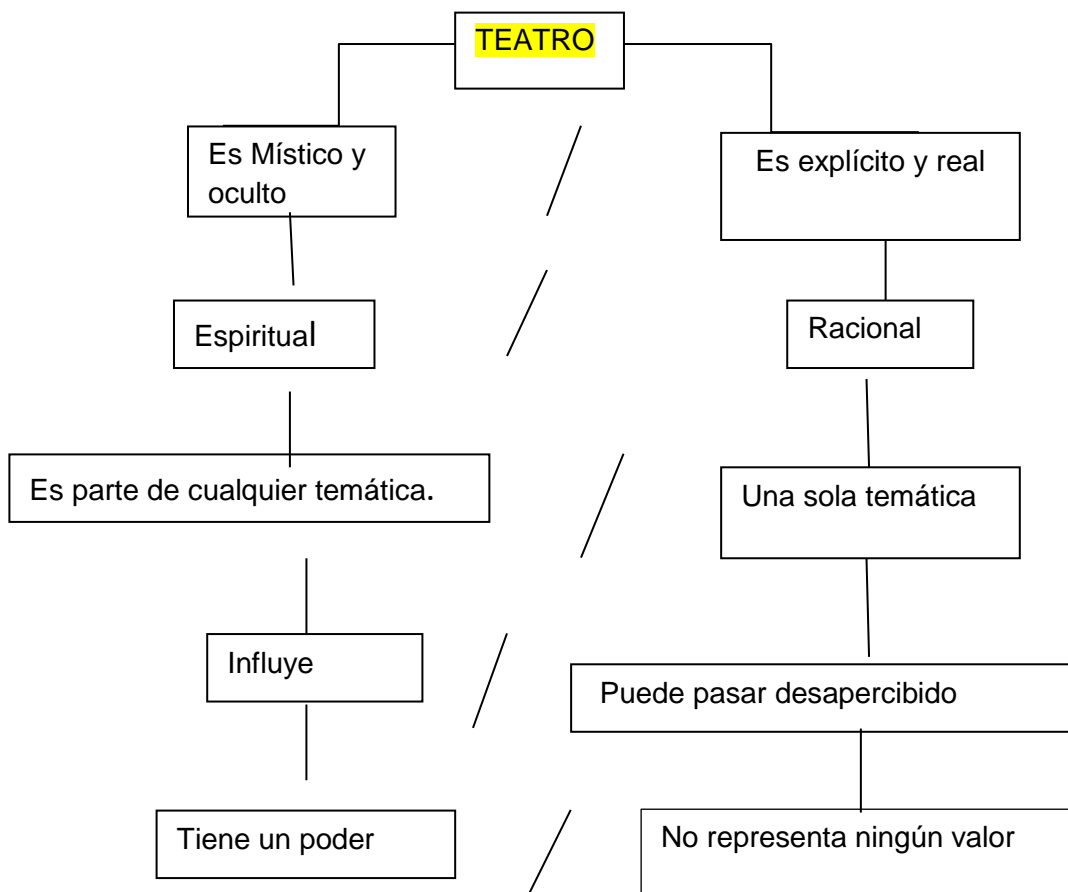 TEATRO
Es Místico y
oculto
Es explícito y real
Espiritual
Racional
Es parte de cualquier temática.
Una sola temática
Influye
Puede pasar desapercibido
Tiene un poder
No representa ningún valor